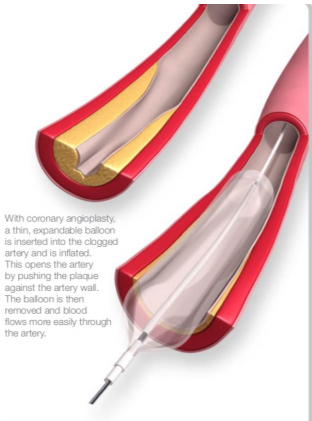 With coronary angioplasty,
a thin, expandable balloon
is inserted into the clogged
artery and is inflated.
This opens the artery
by pushing the plaque
against the artery wall.
The balloon is then
removed and blood
flows more easily through
the artery.